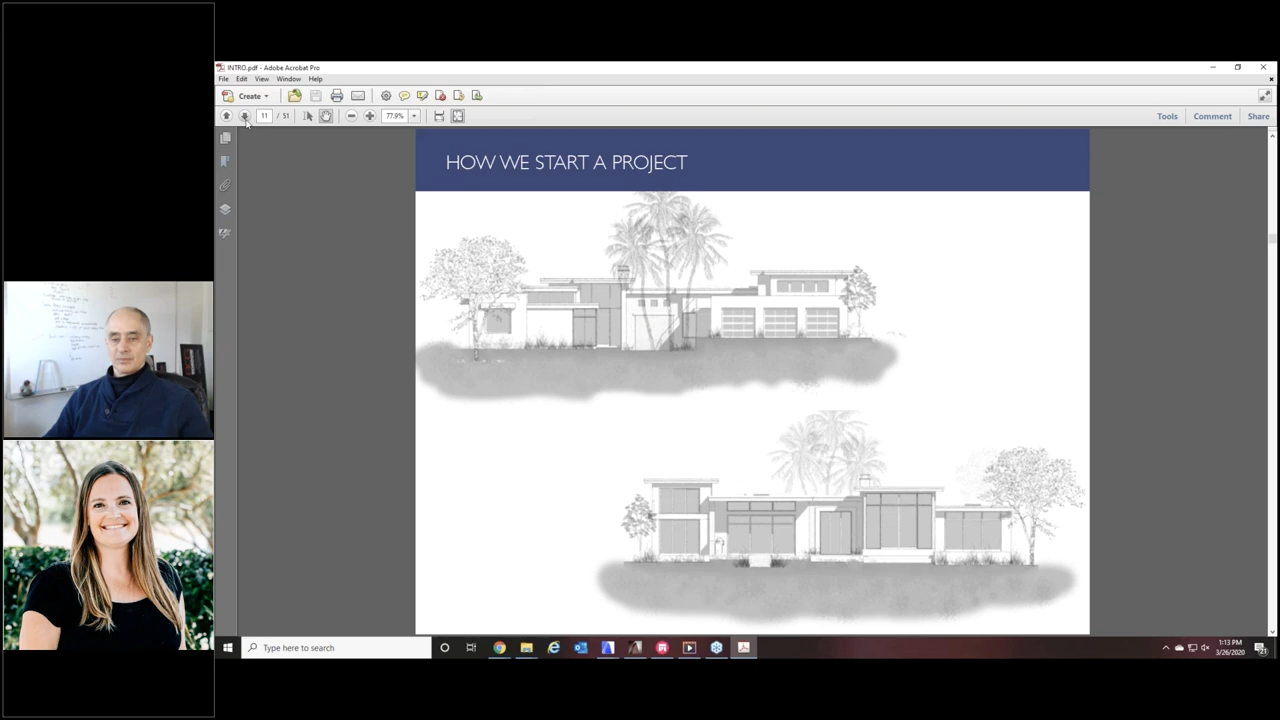 INTRO.pdf - Adobe Acrobat Pro
File Edit View Window Help
Create
11 / 51 77.9% Tools Comment Share
HOW WE START A PROJECT
Type here to search
1:13 PM
3/26/2020
21